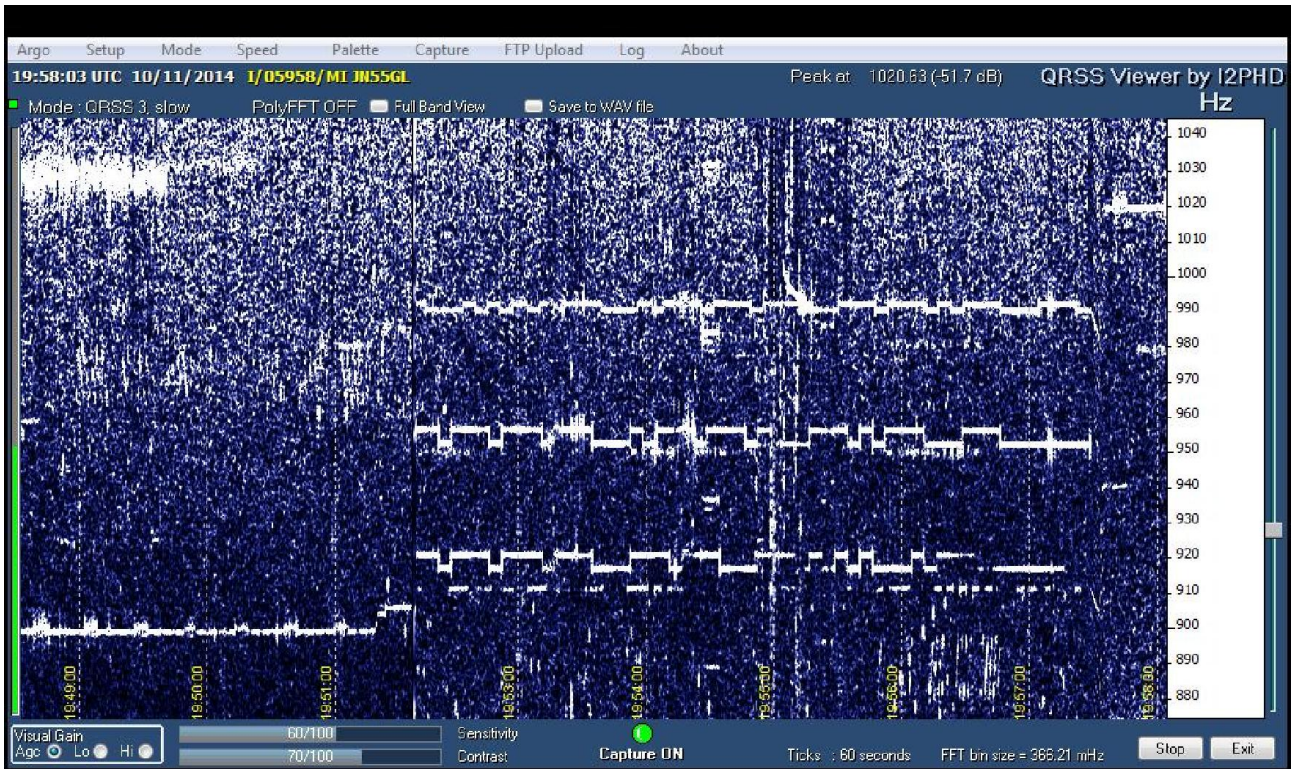 Argo Setup Mode Speed Palette Capture FTP Upload Log About
19:58:03 UTC 10/11/2014 I/05958/MI JN55GL Peak at 1020.63 (-51.7 dB) QRSS Viewer by I2PHD
Mode : QRSS 3, slow PolyFFT OFF Full Band View Save to WAV file Hz
1040
1030
1020
1010
1000
990
980
970
960
950
940
930
920
910
900
890
880
19:49:00 19:50:00 19:51:00 19:53:00 19:54:00 19:55:00 19:56:00 19:57:00 19:58:00
Visual Gain 60/100 Sensitivity
Agc Lo Hi 70/100 Contrast Capture ON Ticks : 60 seconds FFT bin size = 366.21 mHz Stop Exit